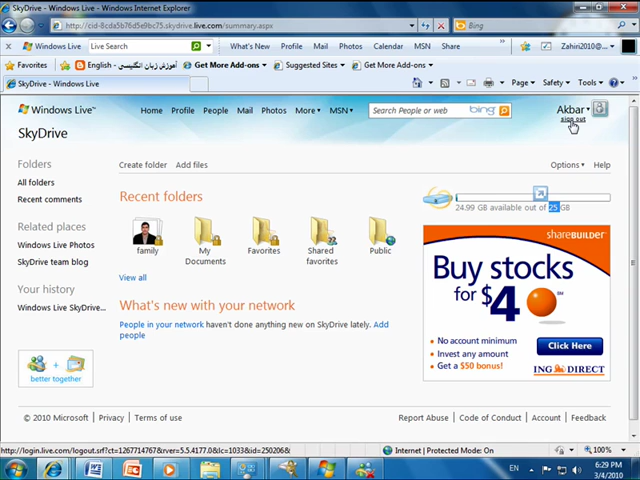 SkyDrive - Windows Live - Windows Internet Explorer
http://cid-8cda5b76d5e9bc75.skydrive.live.com/summary.aspx
Bing
Windows Live
Live Search
What's New
Profile
Mail
Photos
Calendar
MSN
Share
Zahiri2010@...
Favorites
English - آموزش زبان انگلیسی
Get More Add-ons
Suggested Sites
Get More Add-ons
SkyDrive - Windows Live
Page
Safety
Tools
Windows Live™
Home
Profile
People
Mail
Photos
More
MSN
Search People or web
bing
Akbar
sign out
SkyDrive
Folders
Create folder
Add files
Options
Help
All folders
Recent comments
Recent folders
24.99 GB available out of 25 GB
Related places
Windows Live Photos
SkyDrive team blog
family
My Documents
Favorites
Shared favorites
Public
View all
Your history
Windows Live SkyDrive...
What's new with your network
People in your network haven't done anything new on SkyDrive lately. Add
people
better together
sharebuilder
Buy stocks
for $4
No account minimum
Invest any amount
Get a $50 bonus!
Click Here
ING DIRECT
© 2010 Microsoft
Privacy
Terms of use
Report Abuse
Code of Conduct
Account
Feedback
http://login.live.com/logout.srf?ct=1267714767&rver=5.5.4177.0&lc=1033&id=250206&
Internet | Protected Mode: On
100%
EN
6:29 PM
3/4/2010